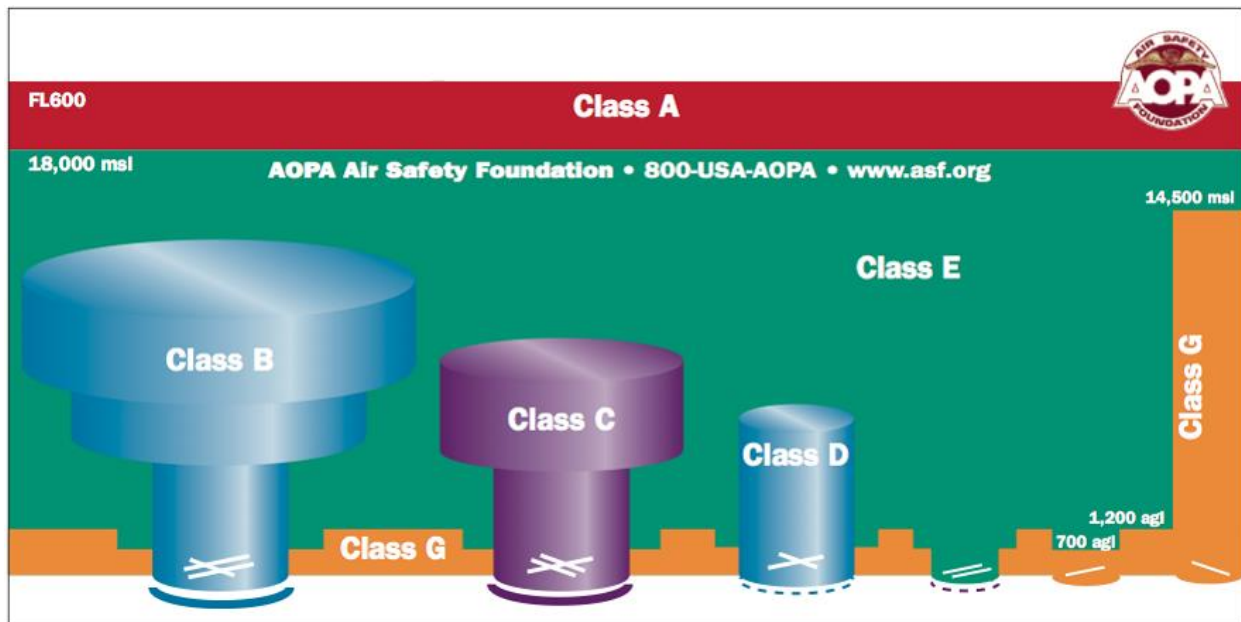 AIR SAFETY
AOPA
FOUNDATION
FL600
Class A
18,000 msl
AOPA Air Safety Foundation • 800-USA-AOPA • www.asf.org
14,500 msl
Class E
Class B
Class C
Class D
Class G
Class G
1,200 agl
700 agl